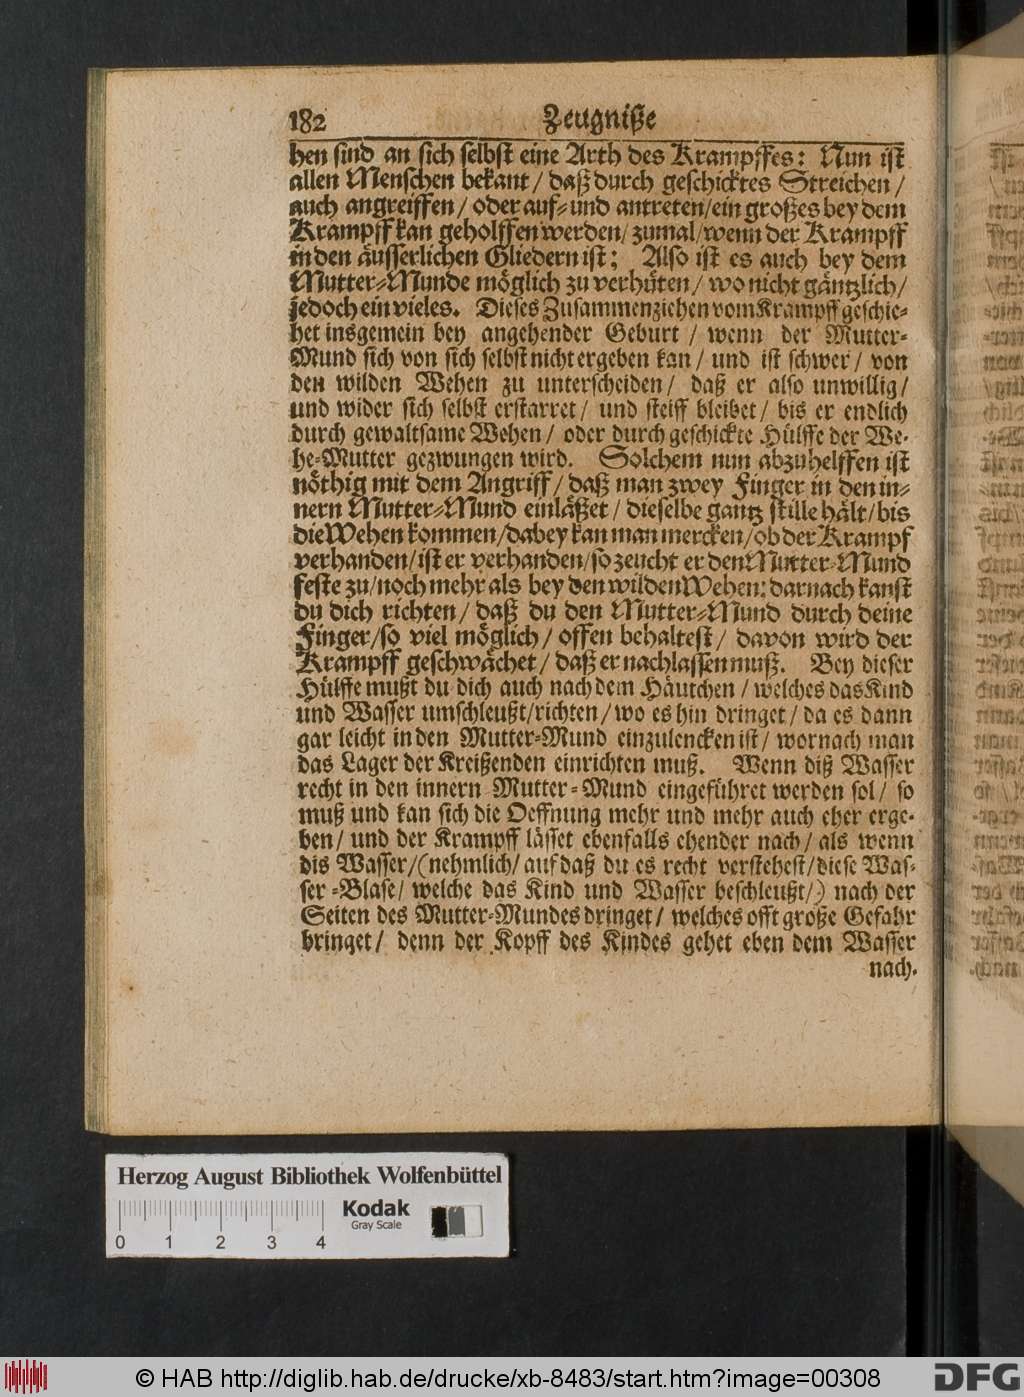 182 Zeugniße
hen sind an sich selbst eine Arth des Krampffes: Nun ist
allen Menschen bekant / daß durch geschicktes Streichen /
auch angreiffen / oder auf- und antreten / ein großes bey dem
Krampff kan geholffen werden / zumal / wenn der Krampff
in den äusserlichen Gliedern ist; Also ist es auch bey dem
Mutter-Munde möglich zu verhüten / wo nicht gäntzlich /
jedoch ein vieles. Dieses Zusammenziehen vom Krampff geschie-
het insgemein bey angehender Geburt / wenn der Mutter-
Mund sich von sich selbst nicht ergeben kan / und ist schwer / von
den wilden Wehen zu unterscheiden / daß er also unwillig /
und wider sich selbst erstarret / und steiff bleibet / bis er endlich
durch gewaltsame Wehen / oder durch geschickte Hülffe der We-
he-Mutter gezwungen wird. Solchem nun abzuhelffen ist
nöthig mit dem Angriff / daß man zwey Finger in den in-
nern Mutter-Mund einläßet / dieselbe gantz stille hält / bis
die Wehen kommen / dabey kan man mercken / ob der Krampf
verhanden / ist er verhanden / so zeucht er den Mutter-Mund
feste zu / noch mehr als bey den wilden Wehen: darnach kanst
du dich richten / daß du den Mutter-Mund durch deine
Finger / so viel möglich / offen behaltest / davon wird der
Krampff geschwächet / daß er nachlassen muß. Bey dieser
Hülffe mußt du dich auch nach dem Häutchen / welches das Kind
und Wasser umschleußt / richten / wo es hin dringet / da es dann
gar leicht in den Mutter-Mund einzulencken ist / wornach man
das Lager der Kreißenden einrichten muß. Wenn diß Wasser
recht in den innern Mutter-Mund eingeführet werden sol / so
muß und kan sich die Oeffnung mehr und mehr auch eher erge-
ben / und der Krampff lässet ebenfalls ehender nach / als wenn
dis Wasser / (nehmlich / auf daß du es recht verstehest / diese Was-
ser-Blase / welche das Kind und Wasser beschleußt /) nach der
Seiten des Mutter-Mundes dringet / welches offt große Gefahr
bringet / denn der Kopff des Kindes gehet eben dem Wasser
nach.
Herzog August Bibliothek Wolfenbüttel
Kodak
Gray Scale
0 1 2 3 4
© HAB http://diglib.hab.de/drucke/xb-8483/start.htm?image=00308
DFG